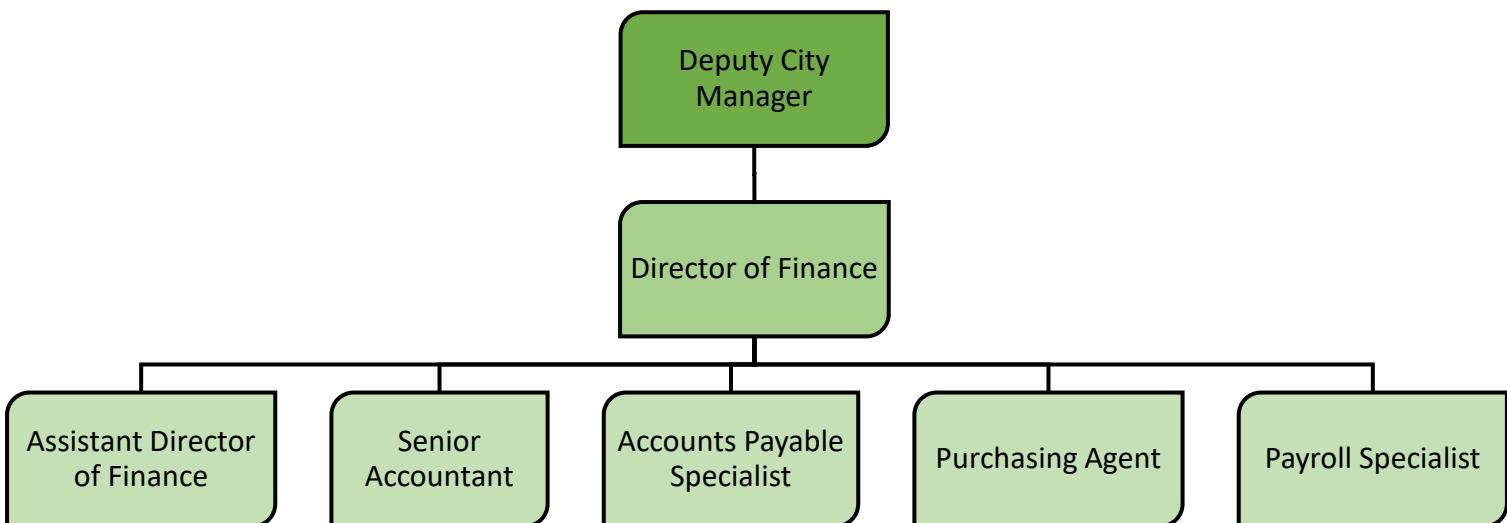 Deputy City
Manager
Director of Finance
Assistant Director
of Finance
Senior
Accountant
Accounts Payable
Specialist
Purchasing Agent
Payroll Specialist